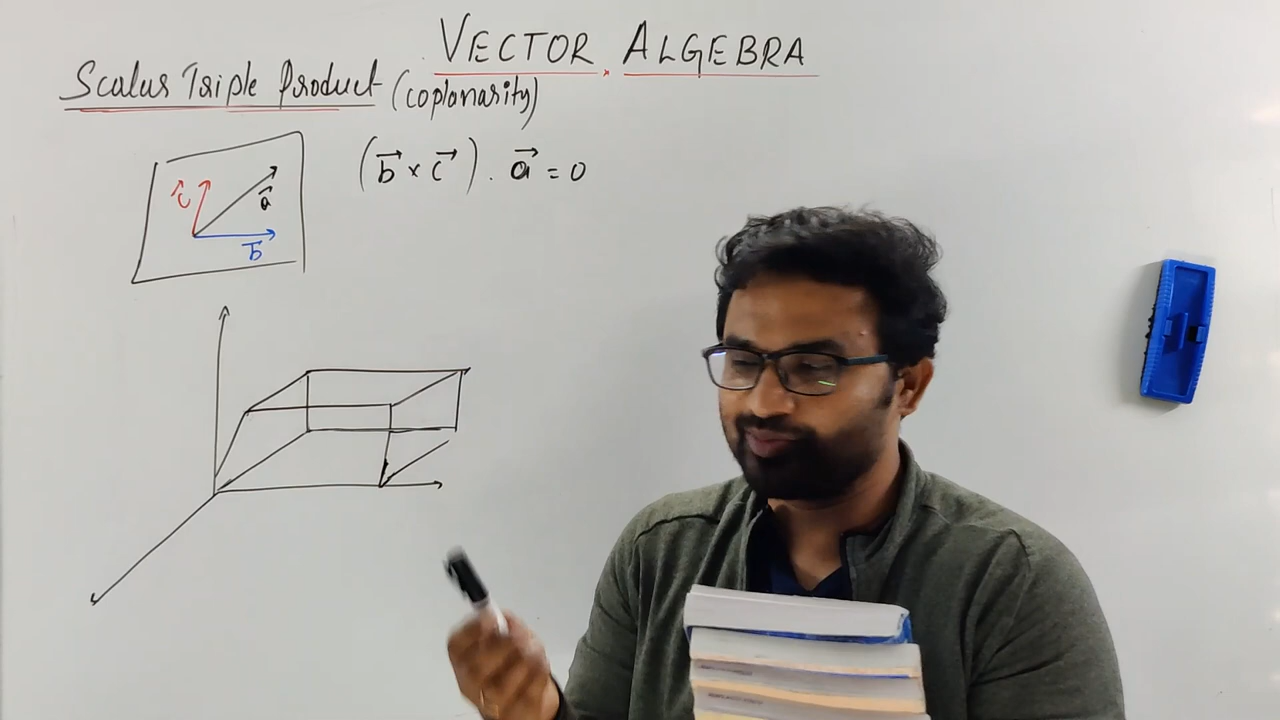 VECTOR ALGEBRA
Scalar Triple Product (coplanarity)
(b⃗ × c⃗) . a⃗ = 0
c⃗
a⃗
b⃗